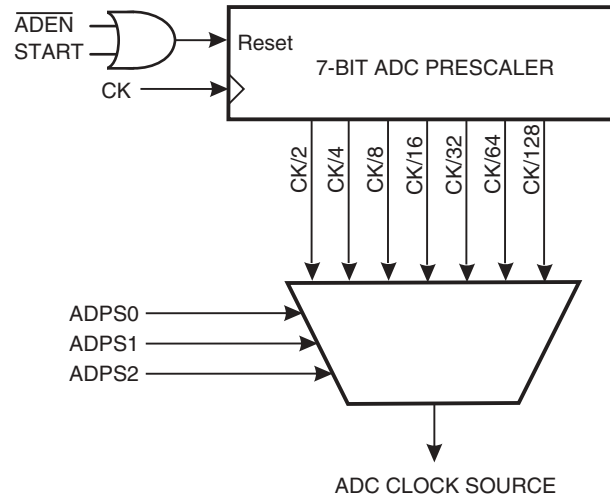 ADEN
START
Reset
CK
7-BIT ADC PRESCALER
CK/2
CK/4
CK/8
CK/16
CK/32
CK/64
CK/128
ADPS0
ADPS1
ADPS2
ADC CLOCK SOURCE